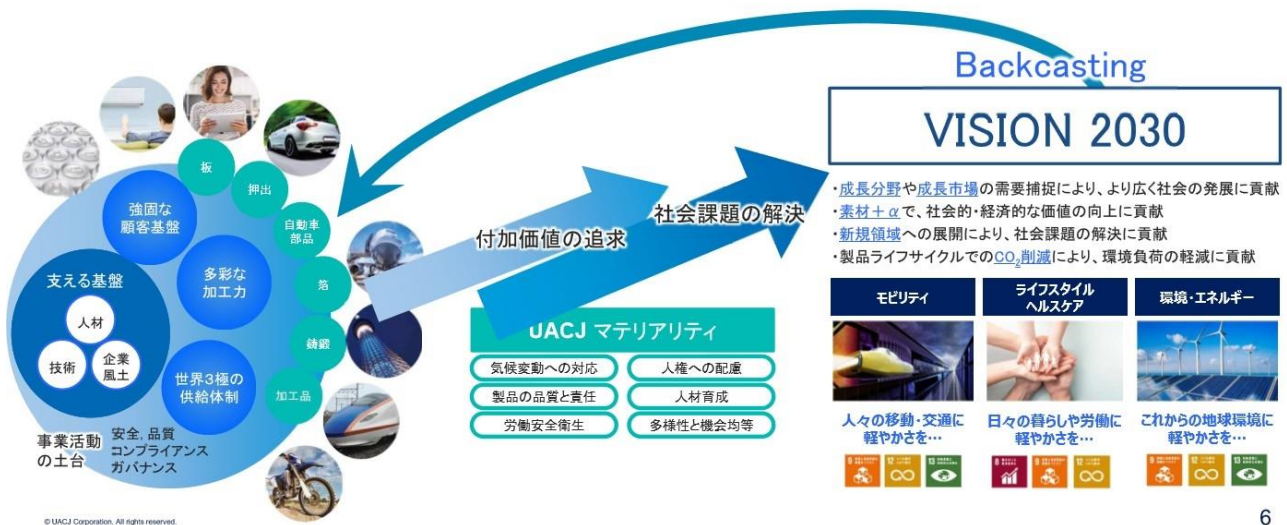 Backcasting
VISION 2030
・成長分野や成長市場の需要捕捉により、より広く社会の発展に貢献
・素材+αで、社会的・経済的な価値の向上に貢献
・新規領域への展開により、社会課題の解決に貢献
・製品ライフサイクルでのCO₂削減により、環境負荷の軽減に貢献
板
押出
自動車
部品
箔
鋳鍛
加工品
強固な
顧客基盤
多彩な
加工力
世界3極の
供給体制
支える基盤
人材
技術
企業
風土
事業活動
の土台
安全, 品質
コンプライアンス
ガバナンス
付加価値の追求
社会課題の解決
UACJ マテリアリティ
気候変動への対応
人権への配慮
製品の品質と責任
人材育成
労働安全衛生
多様性と機会均等
モビリティ
人々の移動・交通に
軽やかさを…
9
12
13
ライフスタイル
ヘルスケア
日々の暮らしや労働に
軽やかさを…
8
9
12
環境・エネルギー
これからの地球環境に
軽やかさを…
9
12
13
© UACJ Corporation. All rights reserved.
6